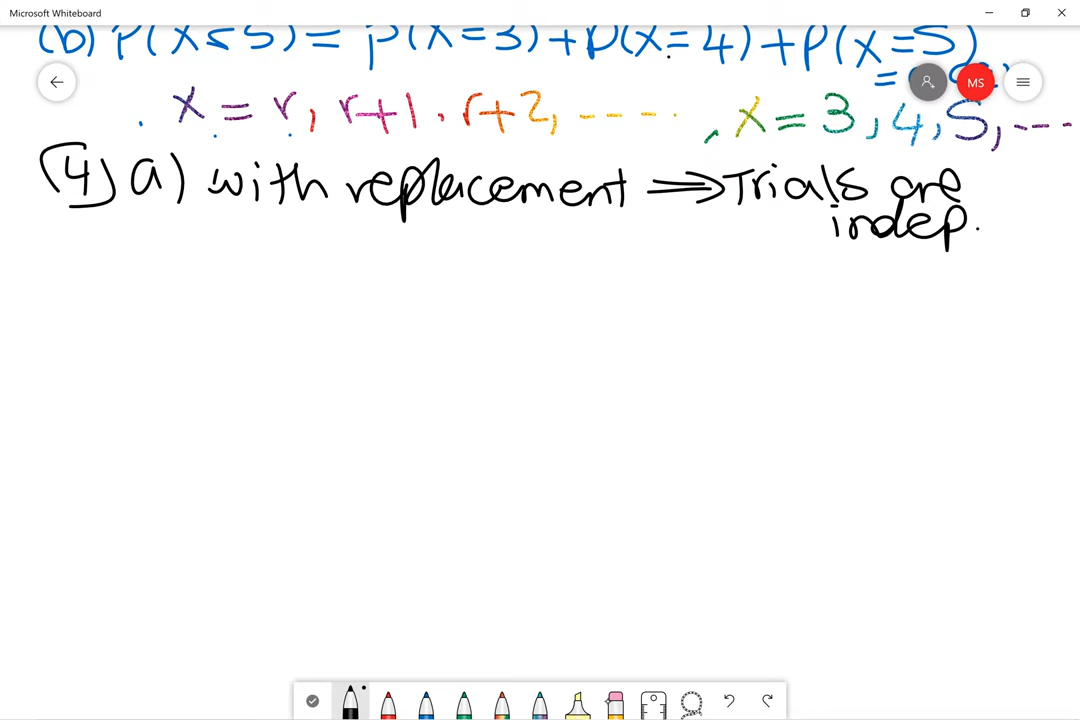 Microsoft Whiteboard
(b) P(X≤5) = P(X=3)+P(X=4)+P(X=5)
MS
x = r, r+1, r+2, ----- , x = 3, 4, 5, ---
(4) a) with replacement ⟹ Trials are
indep.